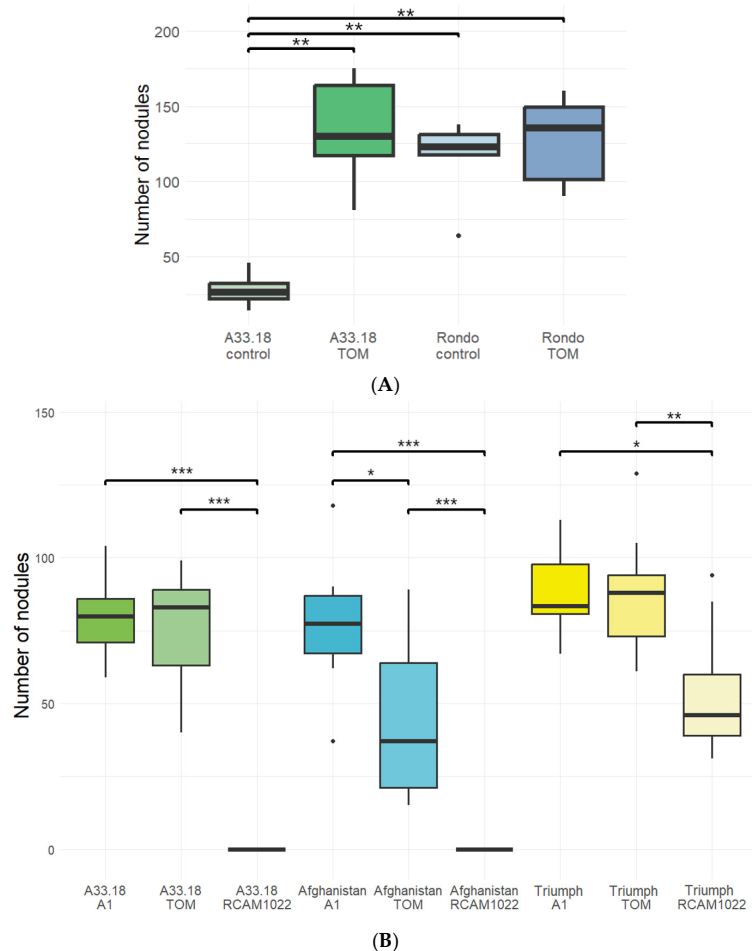 ** 
** 
**
200
150
100
50
Number of nodules
A33.18 A33.18 Rondo Rondo
control TOM control TOM
(A)
150
100
50
0
Number of nodules
**
*** *
*** *
*** ***
A33.18 A33.18 A33.18 Afghanistan Afghanistan Afghanistan Triumph Triumph Triumph
A1 TOM RCAM1022 A1 TOM RCAM1022 A1 TOM RCAM1022
(B)